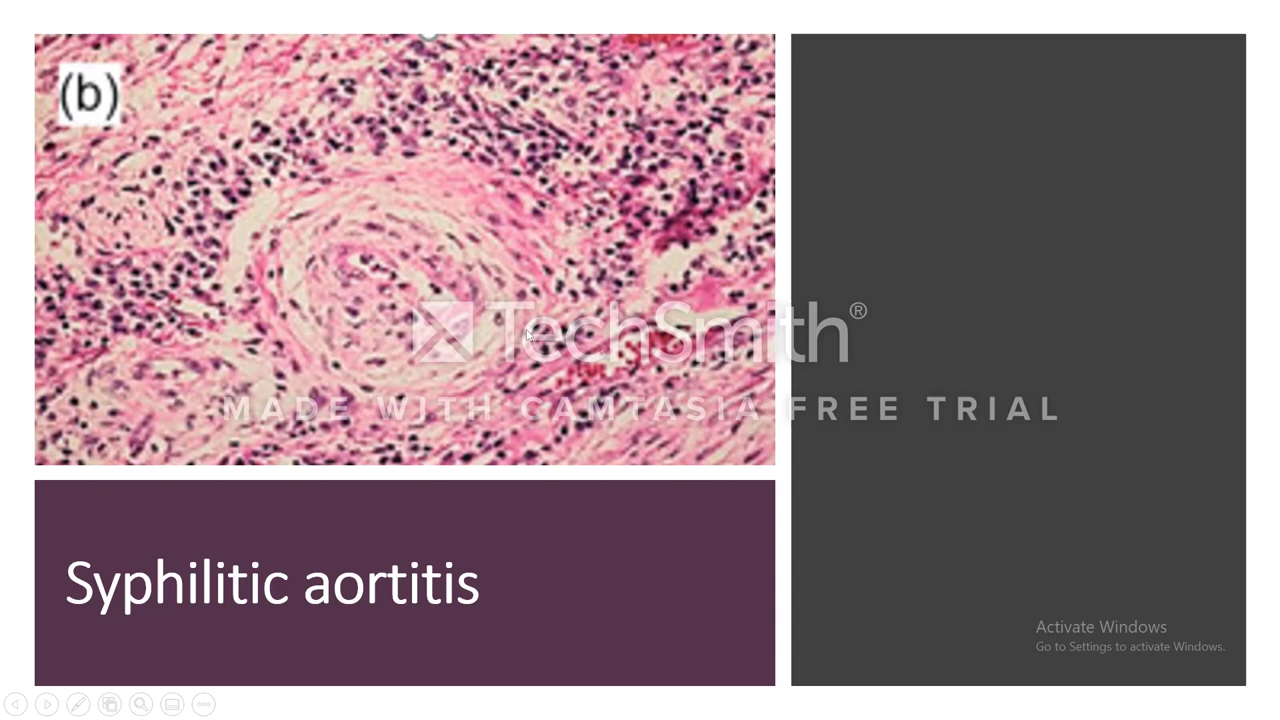 (b)
TechSmith®
MADE WITH CAMTASIA FREE TRIAL
Syphilitic aortitis
Activate Windows
Go to Settings to activate Windows.